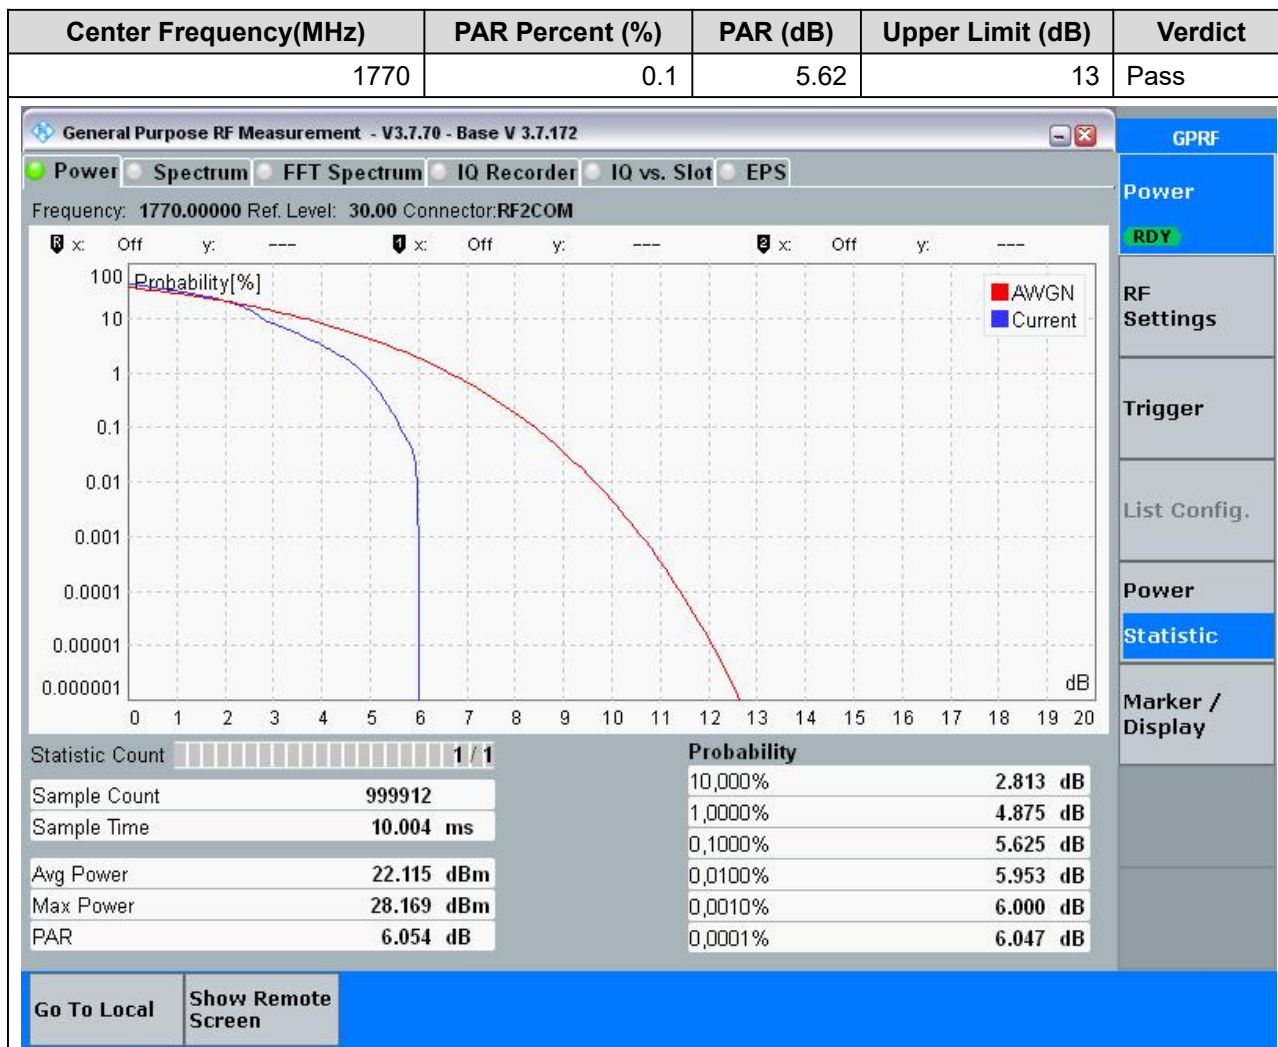 Center Frequency(MHz) PAR Percent (%) PAR (dB) Upper Limit (dB) Verdict
1770 0.1 5.62 13 Pass
General Purpose RF Measurement - V3.7.70 - Base V 3.7.172
GPRF
Power Spectrum FFT Spectrum IQ Recorder IQ vs. Slot EPS
Frequency: 1770.00000 Ref. Level: 30.00 Connector:RF2COM
R x: Off y: --- 1 x: Off y: --- 2 x: Off y: ---
Probability[%]
100
10
1
0.1
0.01
0.001
0.0001
0.00001
0.000001
AWGN
Current
dB
0 1 2 3 4 5 6 7 8 9 10 11 12 13 14 15 16 17 18 19 20
Statistic Count 1 / 1
Sample Count 999912
Sample Time 10.004 ms
Avg Power 22.115 dBm
Max Power 28.169 dBm
PAR 6.054 dB
Probability
10,000% 2.813 dB
1,0000% 4.875 dB
0,1000% 5.625 dB
0,0100% 5.953 dB
0,0010% 6.000 dB
0,0001% 6.047 dB
Power
RDY
RF
Settings
Trigger
List Config.
Power
Statistic
Marker /
Display
Go To Local
Show Remote
Screen